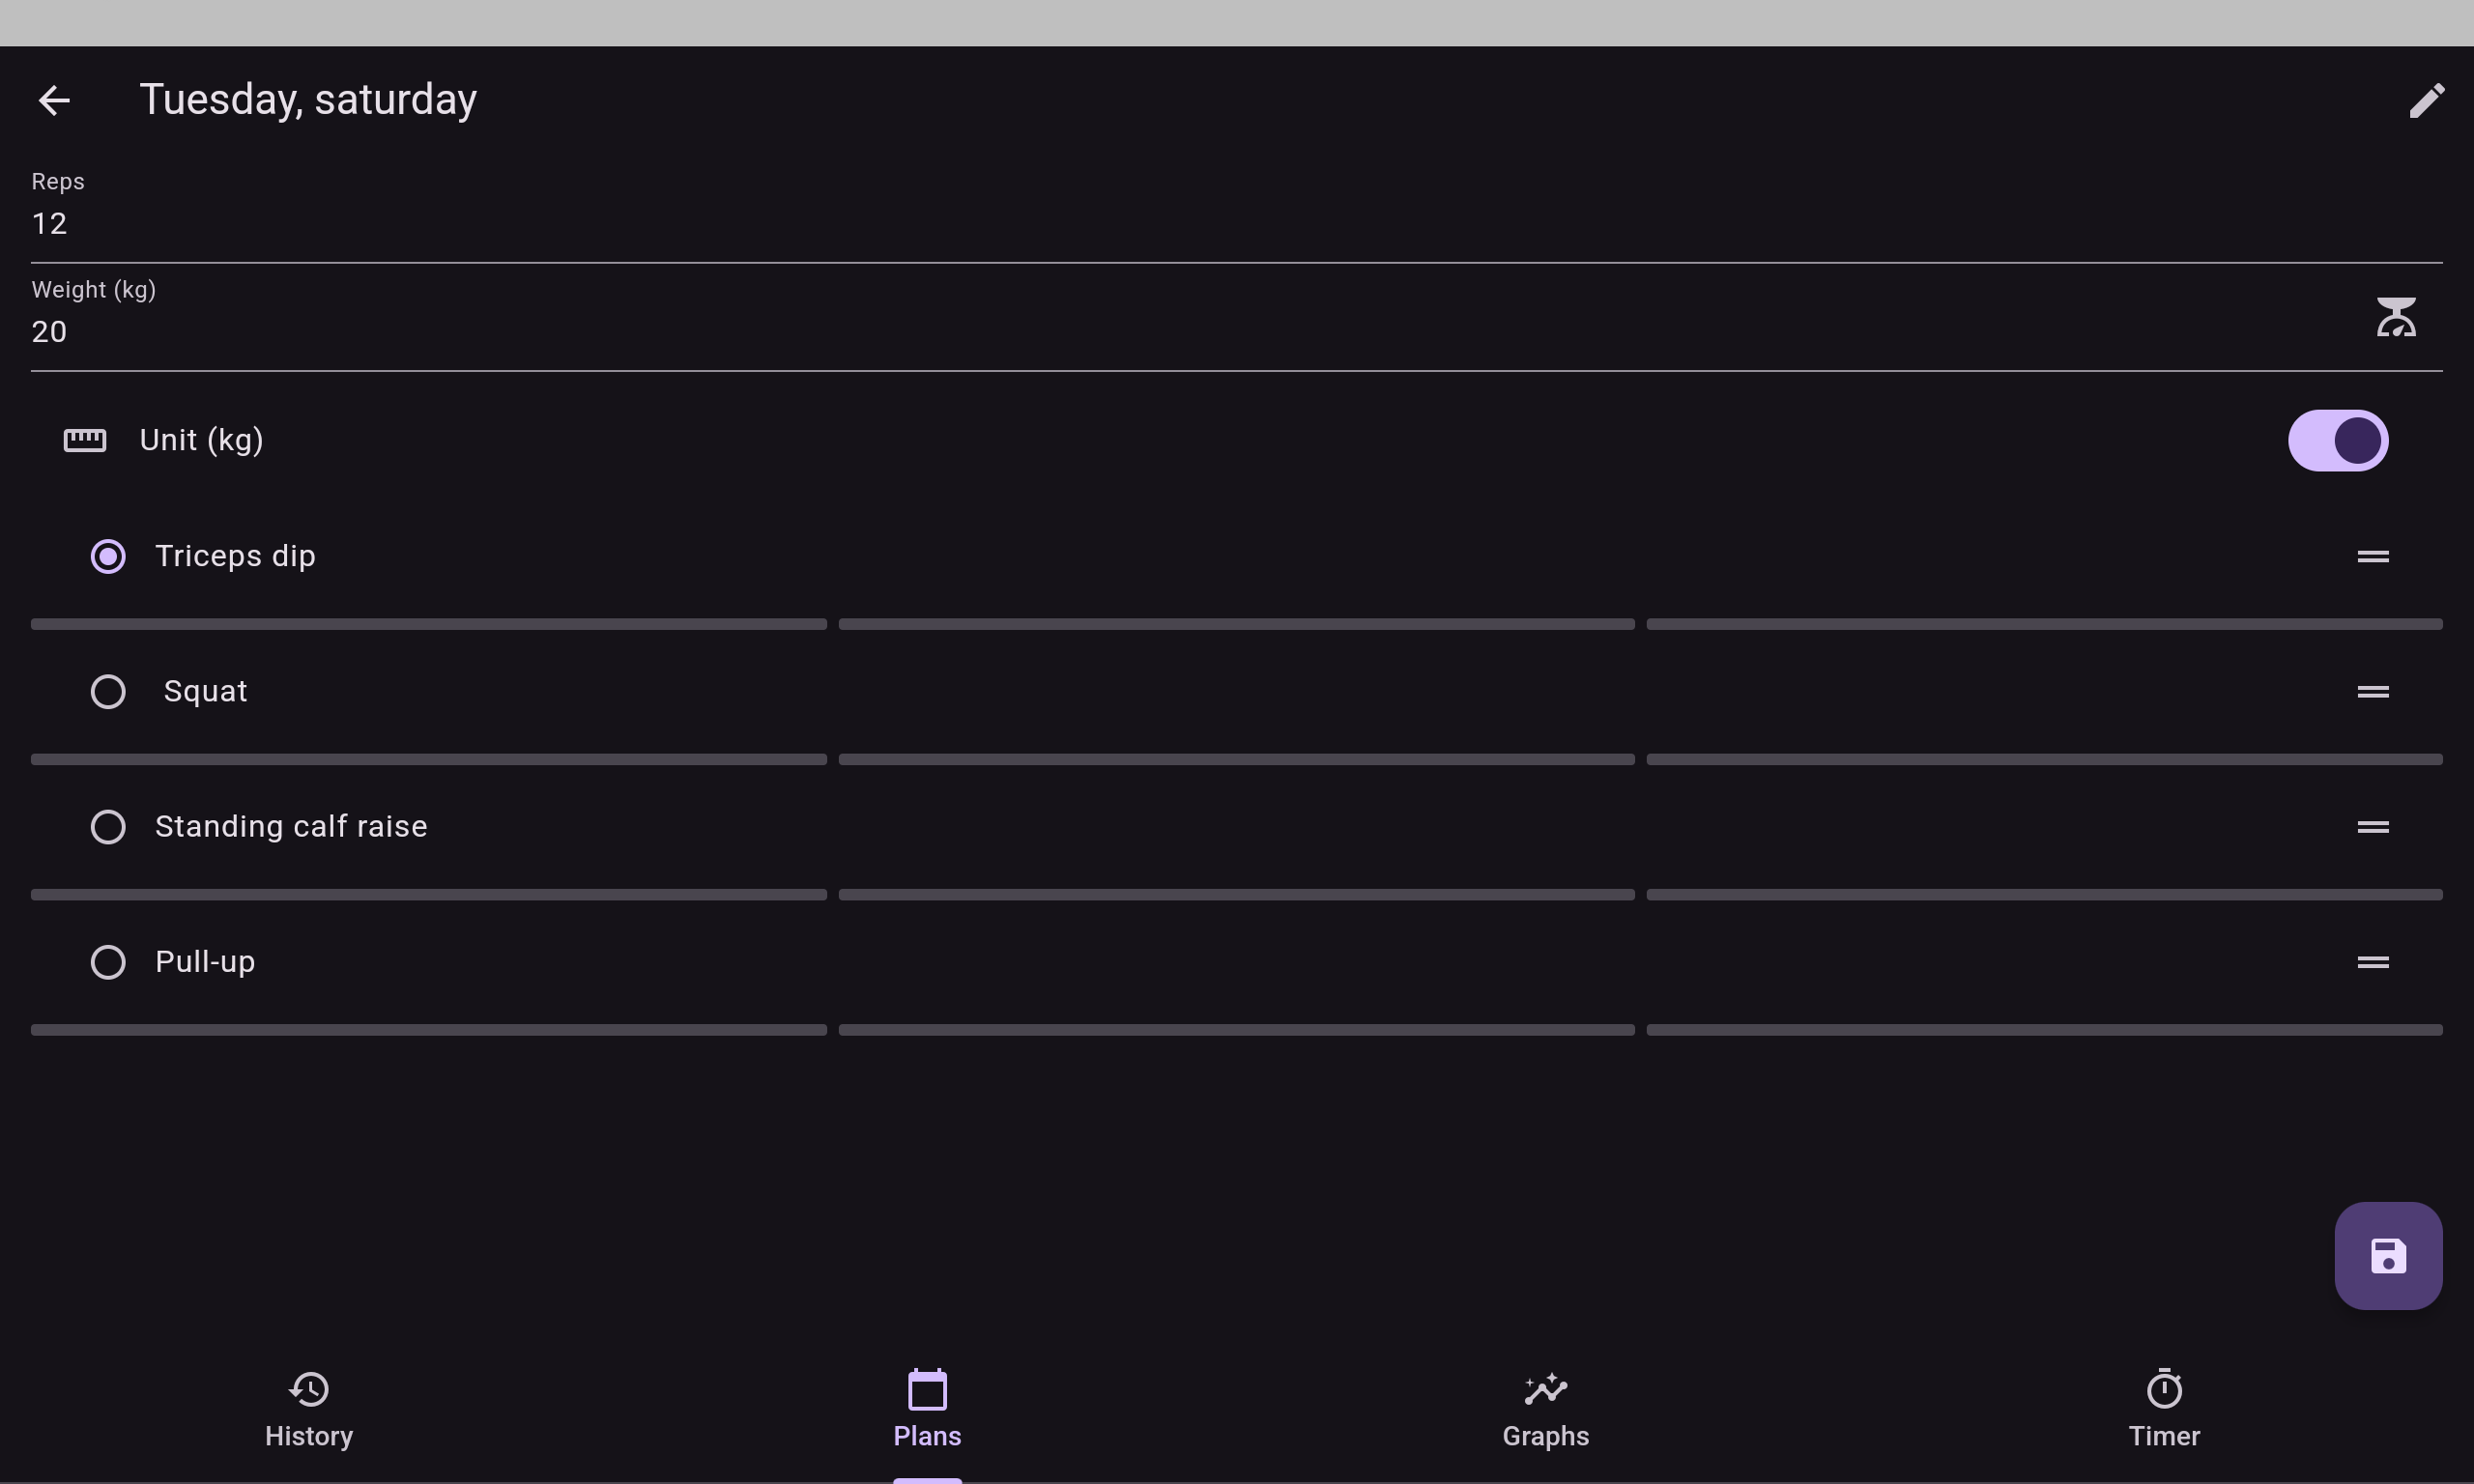 Tuesday, saturday
Reps
12
Weight (kg)
20
Unit (kg)
Triceps dip
Squat
Standing calf raise
Pull-up
History
Plans
Graphs
Timer